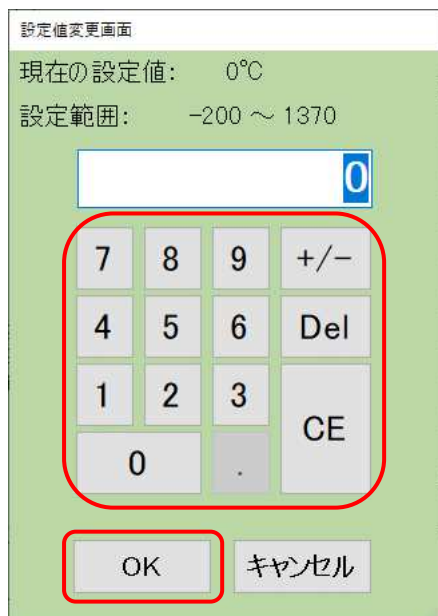 設定値変更画面
現在の設定値: 0℃
設定範囲: -200 ～ 1370
0
7 8 9 +/-
4 5 6 Del
1 2 3
CE
0 .
OK キャンセル